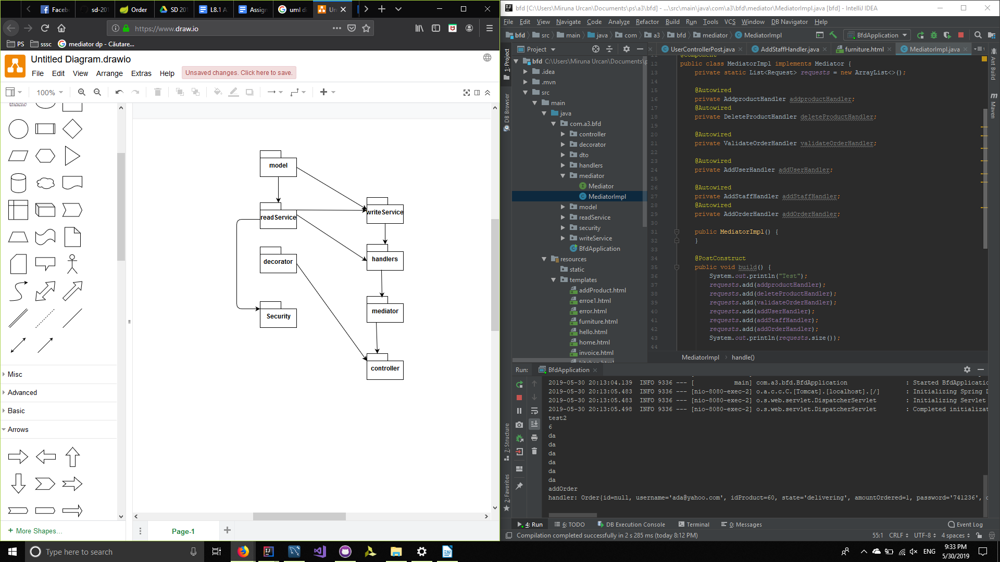 Facebo
sd-201
Order
SD 201
L8.1 A
Assign
uml di
Un
https://www.draw.io
PS
sssc
mediator dp - Căutare...
Untitled Diagram.drawio
File Edit View Arrange Extras Help
Unsaved changes. Click here to save.
100%
Misc
Advanced
Basic
Arrows
+ More Shapes...
model
readService
writeService
decorator
handlers
Security
mediator
controller
Page-1
bfd [C:\Users\Miruna Urcan\Documents\ps\a3\bfd] - ...\src\main\java\com\a3\bfd\mediator\MediatorImpl.java [bfd] - IntelliJ IDEA
File Edit View Navigate Code Analyze Refactor Build Run Tools VCS Window DB Navigator Help
bfd src main java com a3 bfd mediator MediatorImpl
BfdApplication
Project
UserControllerPost.java
AddStaffHandler.java
furniture.html
MediatorImpl.java
1: Project
DB Browser
7: Structure
2: Favorites
Ant Build
Maven
bfd C:\Users\Miruna Urcan\Documents\p
.idea
.mvn
src
main
java
com.a3.bfd
controller
decorator
dto
handlers
mediator
Mediator
MediatorImpl
model
readService
security
writeService
BfdApplication
resources
static
templates
addProduct.html
erroe1.html
error.html
furniture.html
hello.html
home.html
invoice.html
kitchen.html
11 @Component
12 public class MediatorImpl implements Mediator {
13 private static List<Request> requests = new ArrayList<>();
14
15 @Autowired
16 private AddproductHandler addproductHandler;
17 @Autowired
18 private DeleteProductHandler deleteProductHandler;
19
20 @Autowired
21 private ValidateOrderHandler validateOrderHandler;
22
23 @Autowired
24 private AddUserHandler addUserHandler;
25
26 @Autowired
27 private AddStaffHandler addStaffHandler;
28 @Autowired
29 private AddOrderHandler addOrderHandler;
30
31 public MediatorImpl() {
32 }
33
34 @PostConstruct
35 public void build() {
36 System.out.println("Test");
37 requests.add(addproductHandler);
38 requests.add(deleteProductHandler);
39 requests.add(validateOrderHandler);
40 requests.add(addUserHandler);
41 requests.add(addStaffHandler);
42 requests.add(addOrderHandler);
43 System.out.println(requests.size());
44
MediatorImpl handle()
Run: BfdApplication
2019-05-30 20:13:04.139 INFO 9336 --- [ main] com.a3.bfd.BfdApplication : Started BfdApplicatio
2019-05-30 20:13:05.483 INFO 9336 --- [nio-8080-exec-2] o.a.c.c.C.[Tomcat].[localhost].[/] : Initializing Spring D
2019-05-30 20:13:05.483 INFO 9336 --- [nio-8080-exec-2] o.s.web.servlet.DispatcherServlet : Initializing Servlet
2019-05-30 20:13:05.498 INFO 9336 --- [nio-8080-exec-2] o.s.web.servlet.DispatcherServlet : Completed initializat
test2
6
da
da
da
da
da
da
addOrder
handler: Order{id=null, username='ada@yahoo.com', idProduct=60, state='delivering', amountOrdered=1, password='741236',
4: Run
6: TODO
DB Execution Console
Terminal
0: Messages
Event Log
Compilation completed successfully in 2 s 285 ms (today 8:12 PM)
55:1 CRLF UTF-8 4 spaces
Type here to search
ENG
9:33 PM
5/30/2019